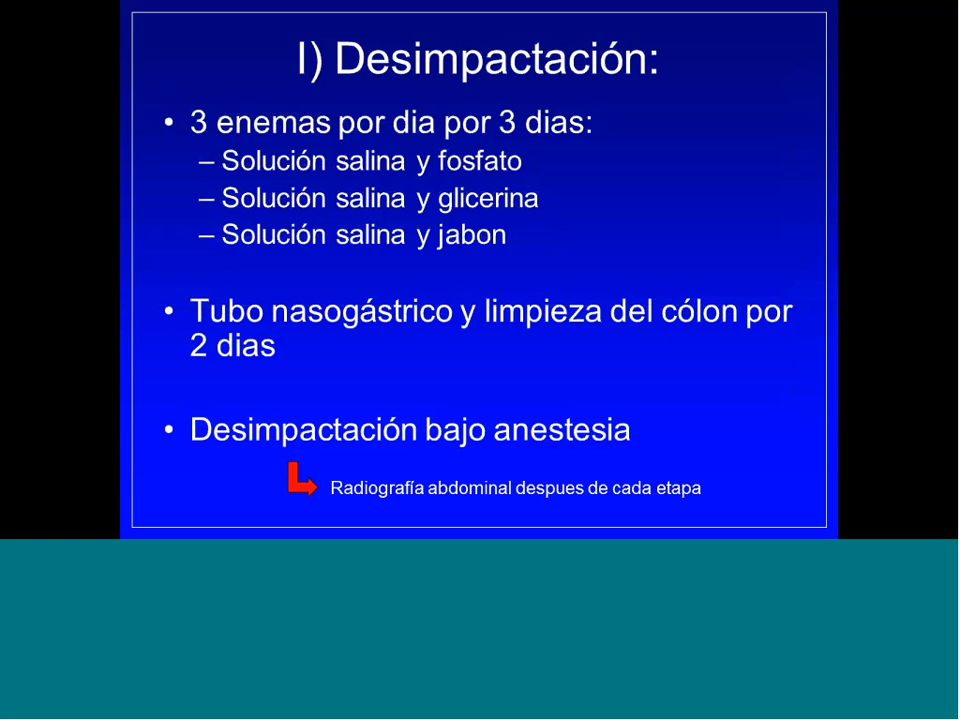 I) Desimpactación:
• 3 enemas por dia por 3 dias:
– Solución salina y fosfato
– Solución salina y glicerina
– Solución salina y jabon
• Tubo nasogástrico y limpieza del cólon por
2 dias
• Desimpactación bajo anestesia
Radiografía abdominal despues de cada etapa